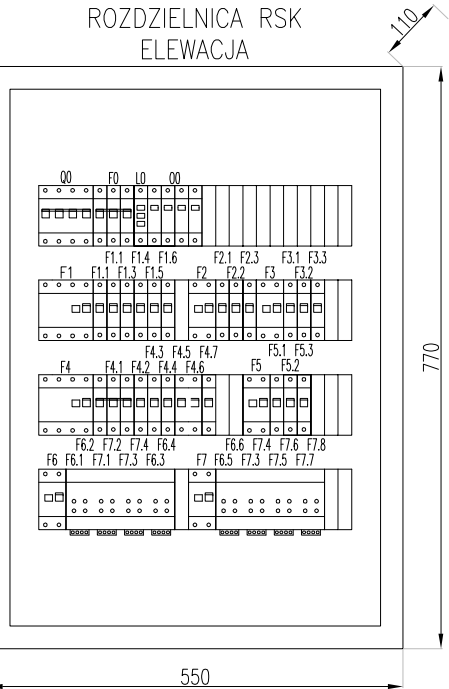 ROZDZIELNICA RSK
ELEWACJA
110
Q0 F0 L0 O0
F1.1 F1.4 F1.6 F2.1 F2.3 F3.1 F3.3
F1 F1.1 F1.3 F1.5 F2 F2.2 F3 F3.2
F4.3 F4.5 F4.7 F5.1 F5.3
F4 F4.1 F4.2 F4.4 F4.6 F5 F5.2
F6.2 F7.2 F7.4 F6.4 F6.6 F7.4 F7.6 F7.8
F6 F6.1 F7.1 F7.3 F6.3 F7 F6.5 F7.3 F7.5 F7.7
770
550